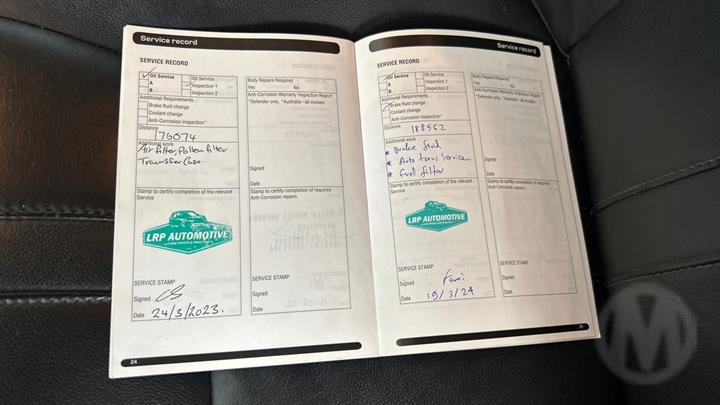 Service record
SERVICE RECORD
Oil Service
A
B
Oil Service
Inspection 1
Inspection 2
Additional Requirements
Brake fluid change
Coolant change
Anti-Corrosion Inspection*
Distance
176074
Additional work
Air filter, Pollen filter
Transfer Case.
Stamp to certify completion of the relevant
Service
LRP AUTOMOTIVE
SERVICE STAMP
Signed
Date 24/3/2023.
Body Repairs Required
Yes No
Anti-Corrosion Warranty Inspection Report
*Defender only. *Australia - all models
Signed
Date
Stamp to certify completion of required
Anti-Corrosion repairs.
SERVICE STAMP
Signed
Date
24
Service record
SERVICE RECORD
Oil Service
A
B
Oil Service
Inspection 1
Inspection 2
Additional Requirements
Brake fluid change
Coolant change
Anti-Corrosion Inspection*
Distance
188562
Additional work
* Auto trans Service.
* Fuel filter
Stamp to certify completion of the relevant
Service
LRP AUTOMOTIVE
SERVICE STAMP
Signed
Date 19/3/24
Body Repairs Required
Yes No
Anti-Corrosion Warranty Inspection Report
*Defender only. *Australia - all models
Signed
Date
Stamp to certify completion of required
Anti-Corrosion repairs.
SERVICE STAMP
Signed
Date
25
M